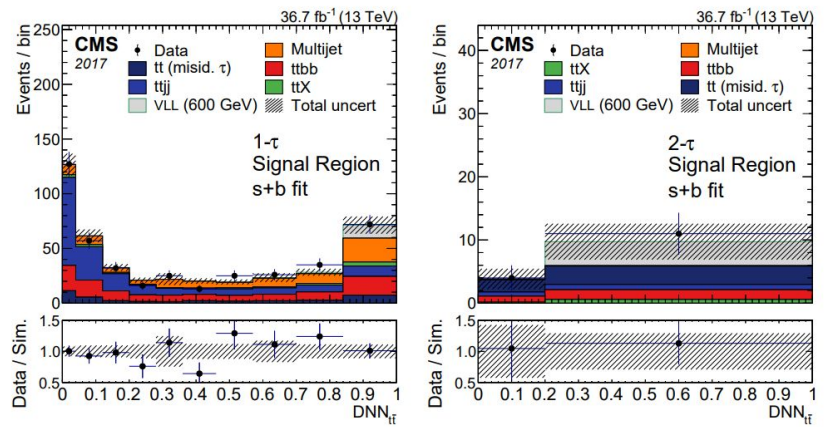 36.7 fb⁻¹ (13 TeV)
Events / bin
250
200
150
100
50
0
CMS
2017
Data
Multijet
tt (misid. τ)
ttbb
ttjj
ttX
VLL (600 GeV)
Total uncert
1-τ
Signal Region
s+b fit
Data / Sim.
1.5
1.0
0.5
0 0.1 0.2 0.3 0.4 0.5 0.6 0.7 0.8 0.9 1
DNN_tt̄
36.7 fb⁻¹ (13 TeV)
Events / bin
40
30
20
10
0
CMS
2017
Data
Multijet
ttX
ttbb
ttjj
tt (misid. τ)
VLL (600 GeV)
Total uncert
2-τ
Signal Region
s+b fit
Data / Sim.
1.5
1.0
0.5
0 0.1 0.2 0.3 0.4 0.5 0.6 0.7 0.8 0.9 1
DNN_tt̄